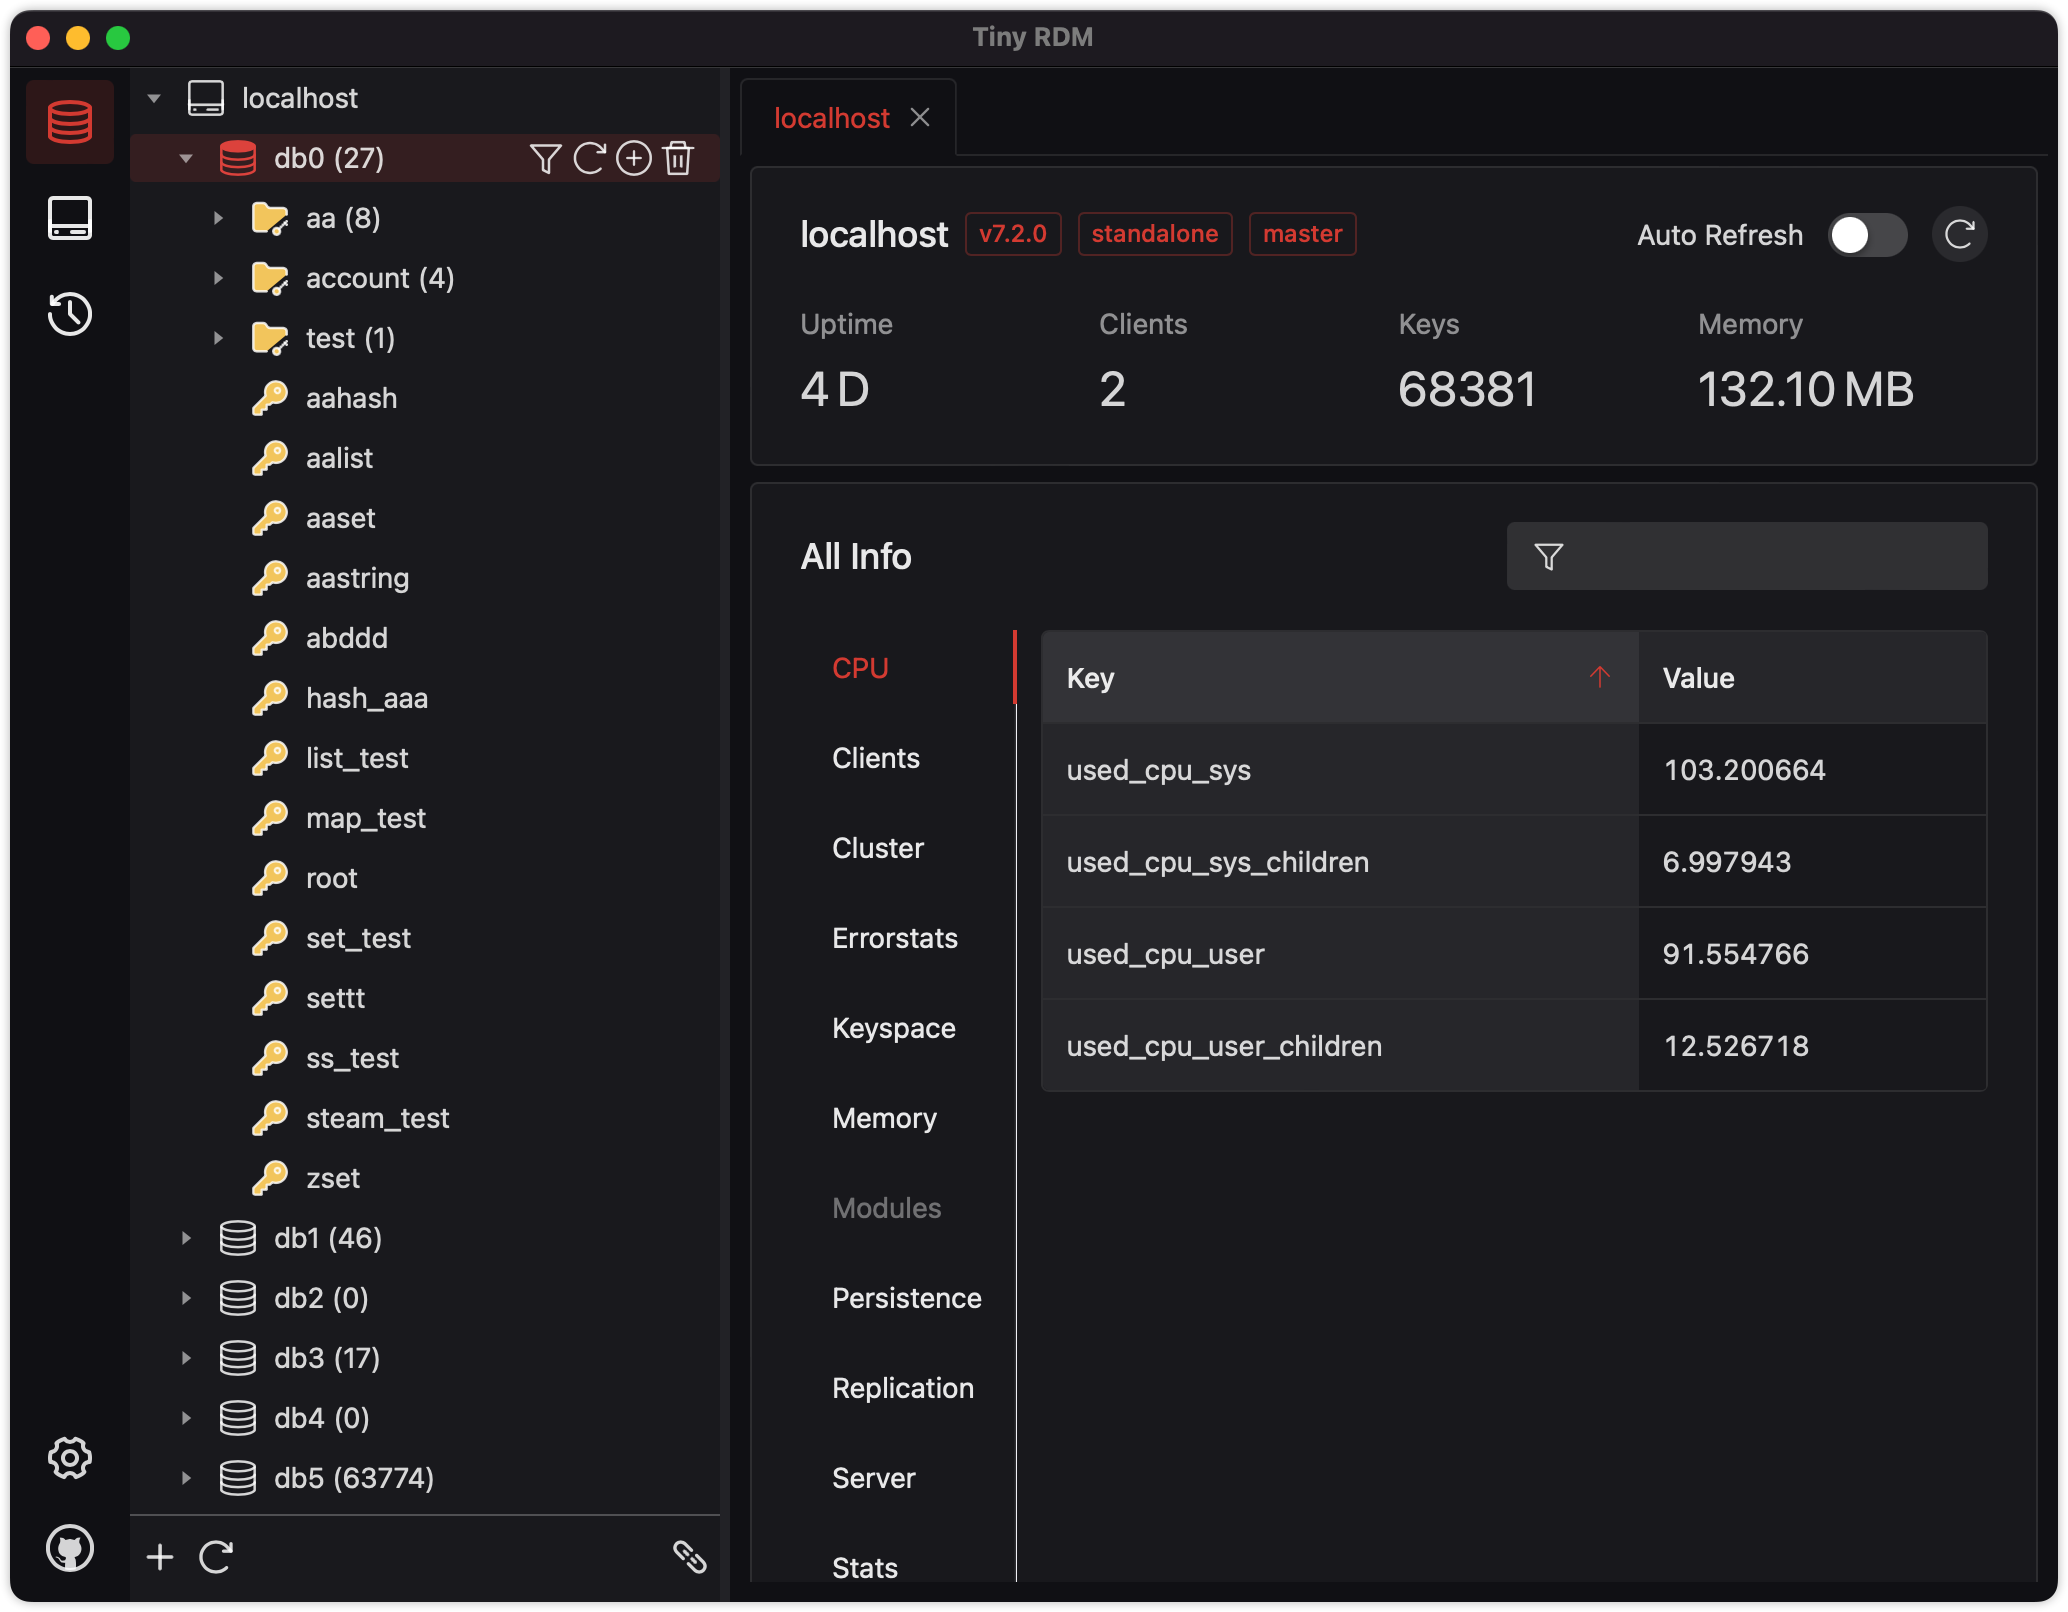 Tiny RDM
localhost
db0 (27)
aa (8)
account (4)
test (1)
aahash
aalist
aaset
aastring
abddd
hash_aaa
list_test
map_test
root
set_test
settt
ss_test
steam_test
zset
db1 (46)
db2 (0)
db3 (17)
db4 (0)
db5 (63774)
localhost
localhost v7.2.0 standalone master Auto Refresh
Uptime Clients Keys Memory
4 D 2 68381 132.10 MB
All Info
CPU
Clients
Cluster
Errorstats
Keyspace
Memory
Modules
Persistence
Replication
Server
Stats
Key Value
used_cpu_sys 103.200664
used_cpu_sys_children 6.997943
used_cpu_user 91.554766
used_cpu_user_children 12.526718